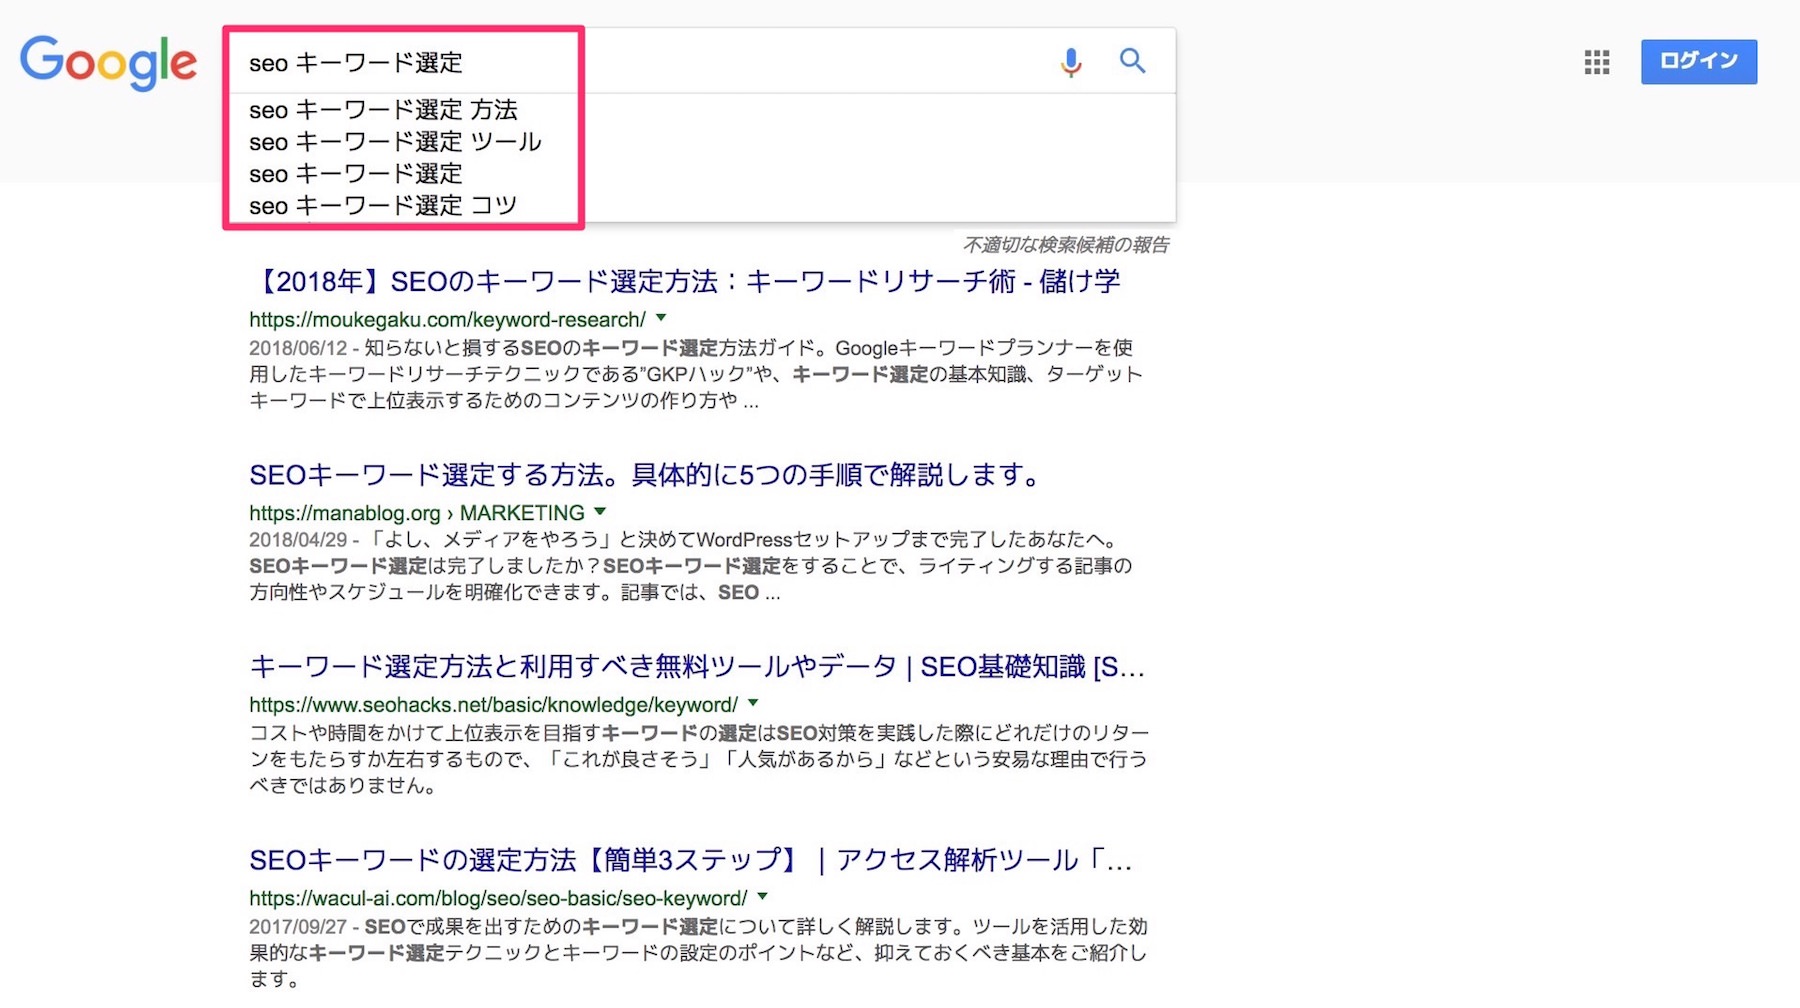 Google
seo キーワード選定
ログイン
seo キーワード選定 方法
seo キーワード選定 ツール
seo キーワード選定
seo キーワード選定 コツ
不適切な検索候補の報告
【2018年】SEOのキーワード選定方法：キーワードリサーチ術 - 儲け学
https://moukegaku.com/keyword-research/
2018/06/12 - 知らないと損するSEOのキーワード選定方法ガイド。Googleキーワードプランナーを使
用したキーワードリサーチテクニックである”GKPハック”や、キーワード選定の基本知識、ターゲット
キーワードで上位表示するためのコンテンツの作り方や ...
SEOキーワード選定する方法。具体的に5つの手順で解説します。
https://manablog.org › MARKETING
2018/04/29 - 「よし、メディアをやろう」と決めてWordPressセットアップまで完了したあなたへ。
SEOキーワード選定は完了しましたか？SEOキーワード選定をすることで、ライティングする記事の
方向性やスケジュールを明確化できます。記事では、SEO ...
キーワード選定方法と利用すべき無料ツールやデータ | SEO基礎知識 [S...
https://www.seohacks.net/basic/knowledge/keyword/
コストや時間をかけて上位表示を目指すキーワードの選定はSEO対策を実践した際にどれだけのリター
ンをもたらすか左右するもので、「これが良さそう」「人気があるから」などという安易な理由で行う
べきではありません。
SEOキーワードの選定方法【簡単3ステップ】｜アクセス解析ツール「...
https://wacul-ai.com/blog/seo/seo-basic/seo-keyword/
2017/09/27 - SEOで成果を出すためのキーワード選定について詳しく解説します。ツールを活用した効
果的なキーワード選定テクニックとキーワードの設定のポイントなど、抑えておくべき基本をご紹介し
ます。